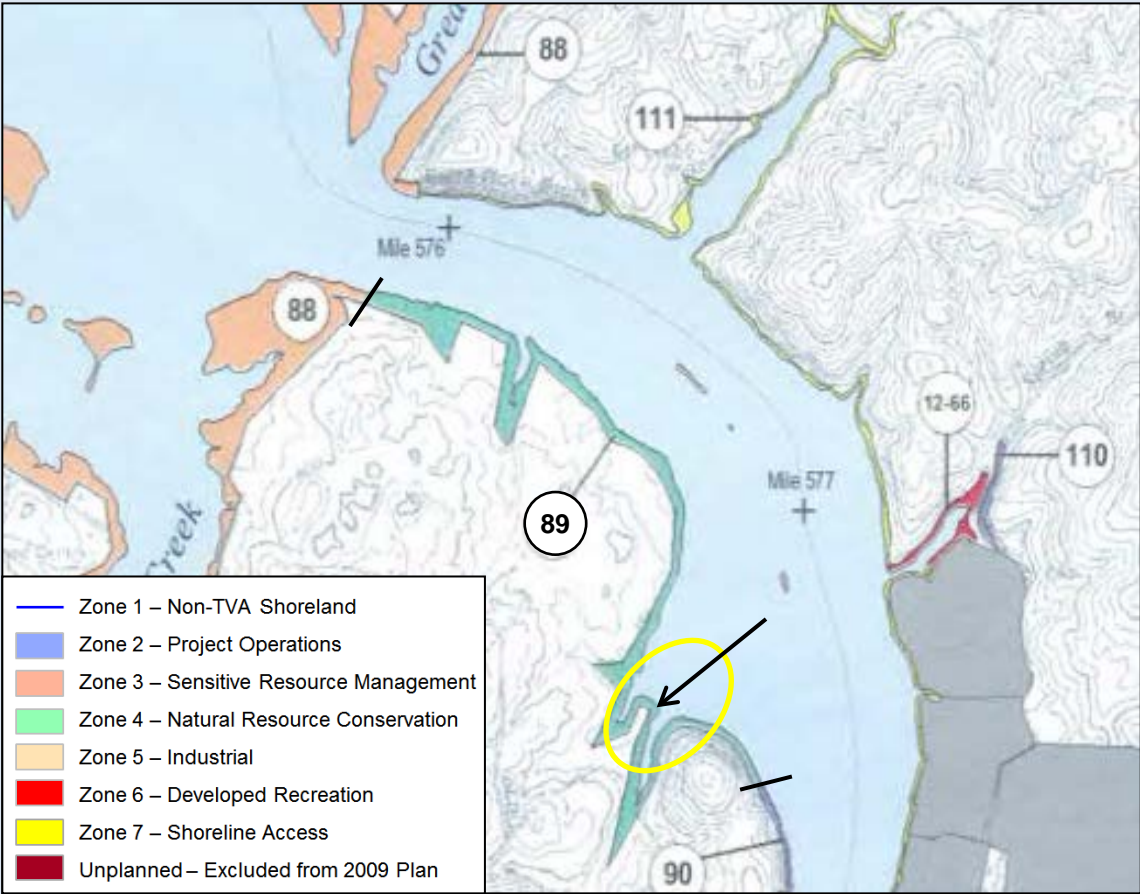 Grea
88
111
Mile 576
88
12-66
110
Mile 577
89
reek
Zone 1 – Non-TVA Shoreland
Zone 2 – Project Operations
Zone 3 – Sensitive Resource Management
Zone 4 – Natural Resource Conservation
Zone 5 – Industrial
Zone 6 – Developed Recreation
Zone 7 – Shoreline Access
Unplanned – Excluded from 2009 Plan
90